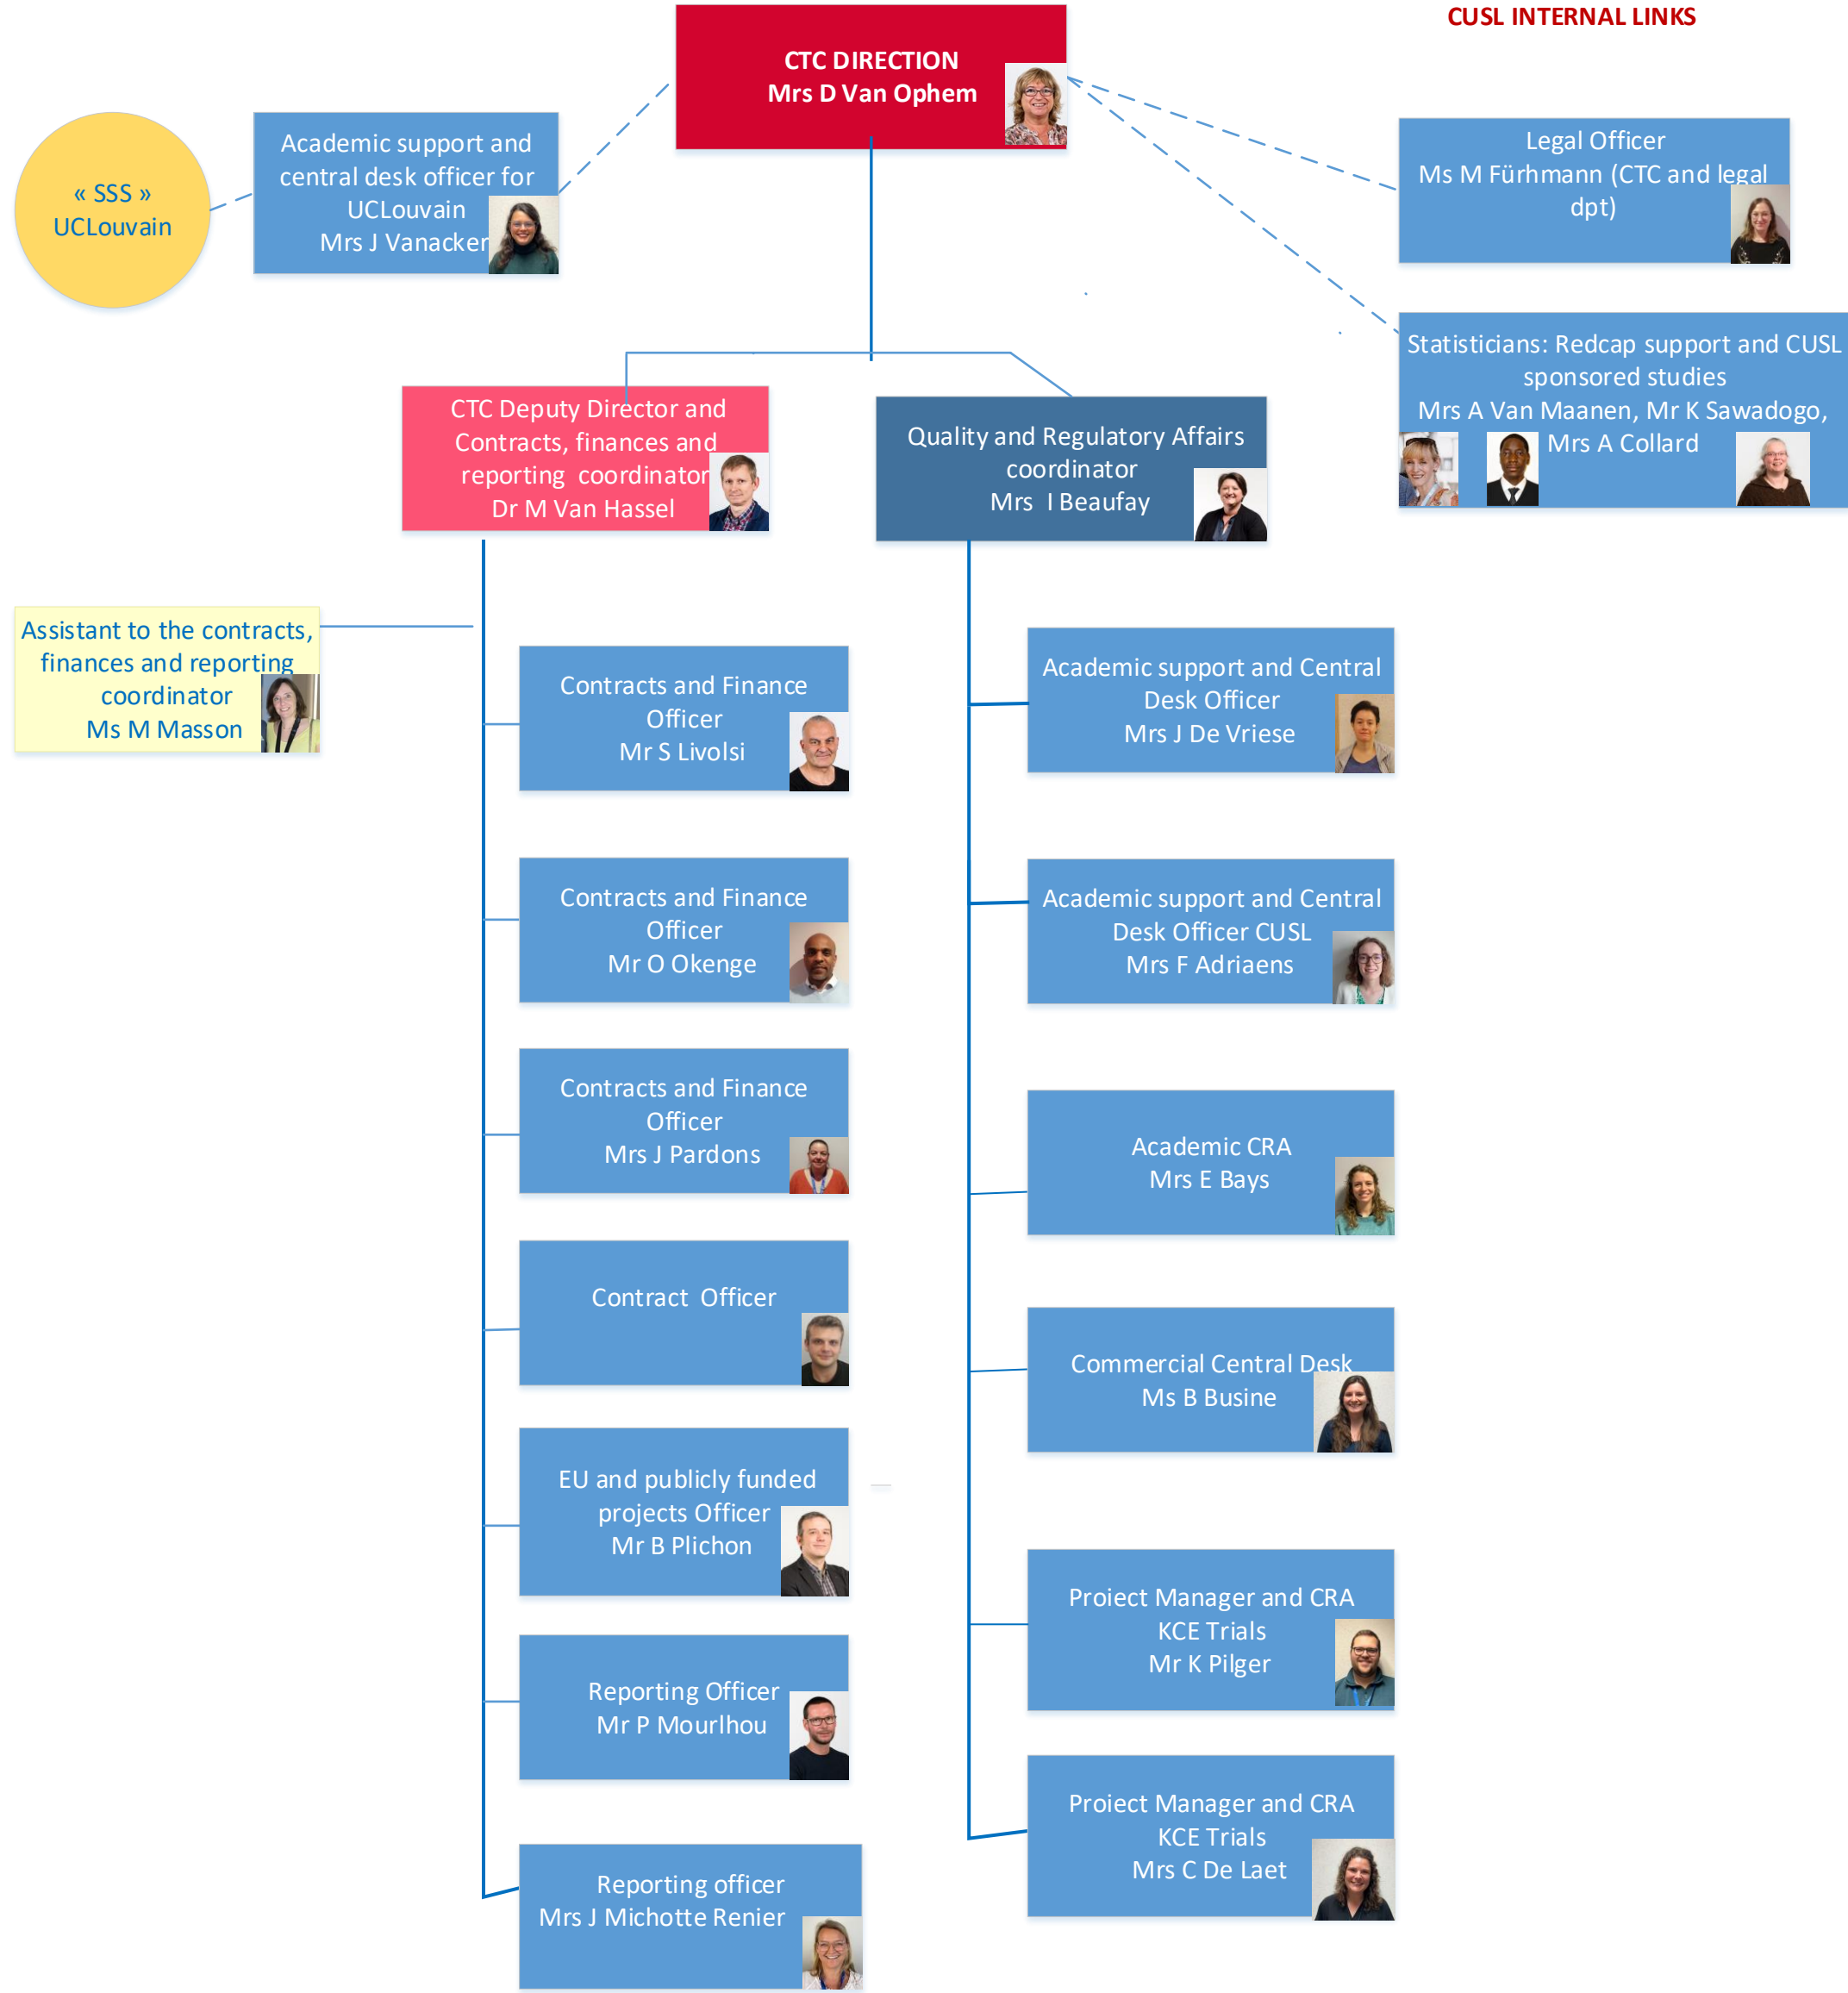 CUSL INTERNAL LINKS
CTC DIRECTION
Mrs D Van Ophem
« SSS »
UCLouvain
Academic support and
central desk officer for
UCLouvain
Mrs J Vanacker
Legal Officer
Ms M Fürhmann (CTC and legal
dpt)
Statisticians: Redcap support and CUSL
sponsored studies
Mrs A Van Maanen, Mr K Sawadogo,
Mrs A Collard
CTC Deputy Director and
Contracts, finances and
reporting coordinator
Dr M Van Hassel
Quality and Regulatory Affairs
coordinator
Mrs I Beaufay
Assistant to the contracts,
finances and reporting
coordinator
Ms M Masson
Contracts and Finance
Officer
Mr S Livolsi
Contracts and Finance
Officer
Mr O Okenge
Contracts and Finance
Officer
Mrs J Pardons
Contract Officer
EU and publicly funded
projects Officer
Mr B Plichon
Reporting Officer
Mr P Mourlhou
Reporting officer
Mrs J Michotte Renier
Academic support and Central
Desk Officer
Mrs J De Vriese
Academic support and Central
Desk Officer CUSL
Mrs F Adriaens
Academic CRA
Mrs E Bays
Commercial Central Desk
Ms B Busine
Project Manager and CRA
KCE Trials
Mr K Pilger
Project Manager and CRA
KCE Trials
Mrs C De Laet